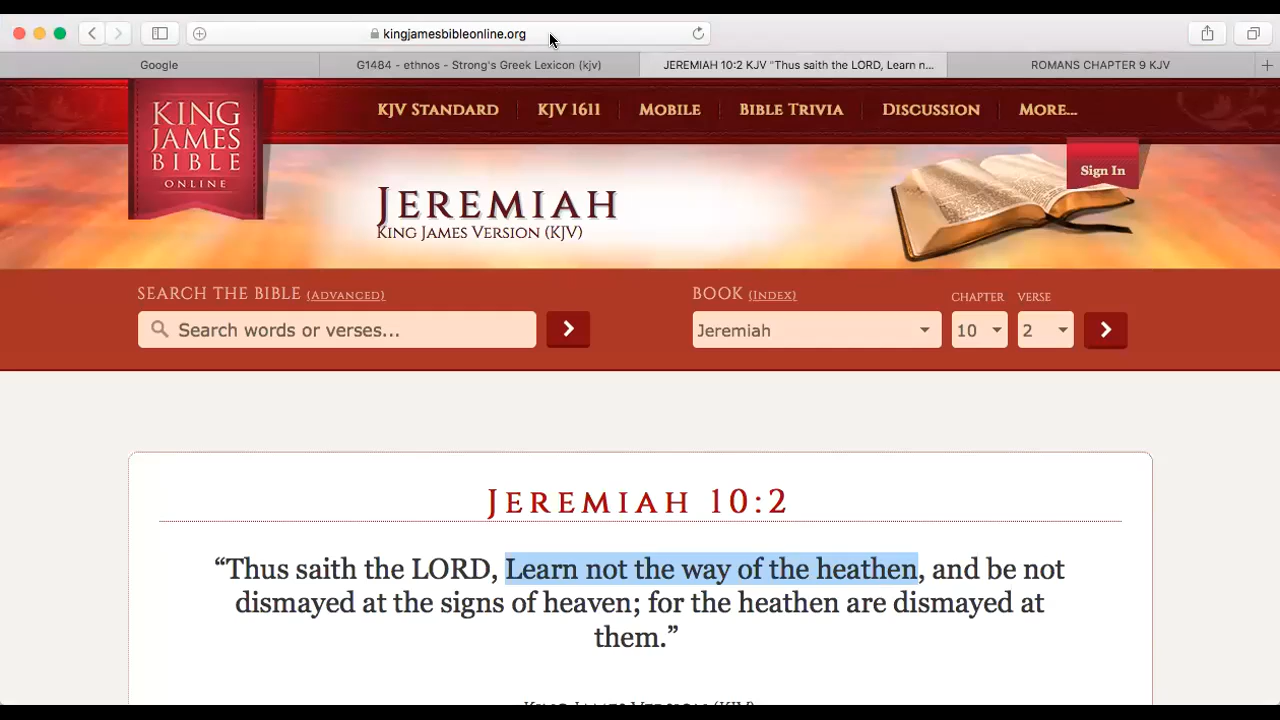 kingjamesbibleonline.org
Google
G1484 - ethnos - Strong's Greek Lexicon (kjv)
JEREMIAH 10:2 KJV "Thus saith the LORD, Learn n...
ROMANS CHAPTER 9 KJV
KING
JAMES
BIBLE
ONLINE
KJV STANDARD
KJV 1611
MOBILE
BIBLE TRIVIA
DISCUSSION
MORE...
Sign In
JEREMIAH
KING JAMES VERSION (KJV)
SEARCH THE BIBLE (ADVANCED)
Search words or verses...
BOOK (INDEX)
CHAPTER
VERSE
Jeremiah
10
2
JEREMIAH 10:2
“Thus saith the LORD, Learn not the way of the heathen, and be not
dismayed at the signs of heaven; for the heathen are dismayed at
them.”
KING JAMES VERSION (KJV)